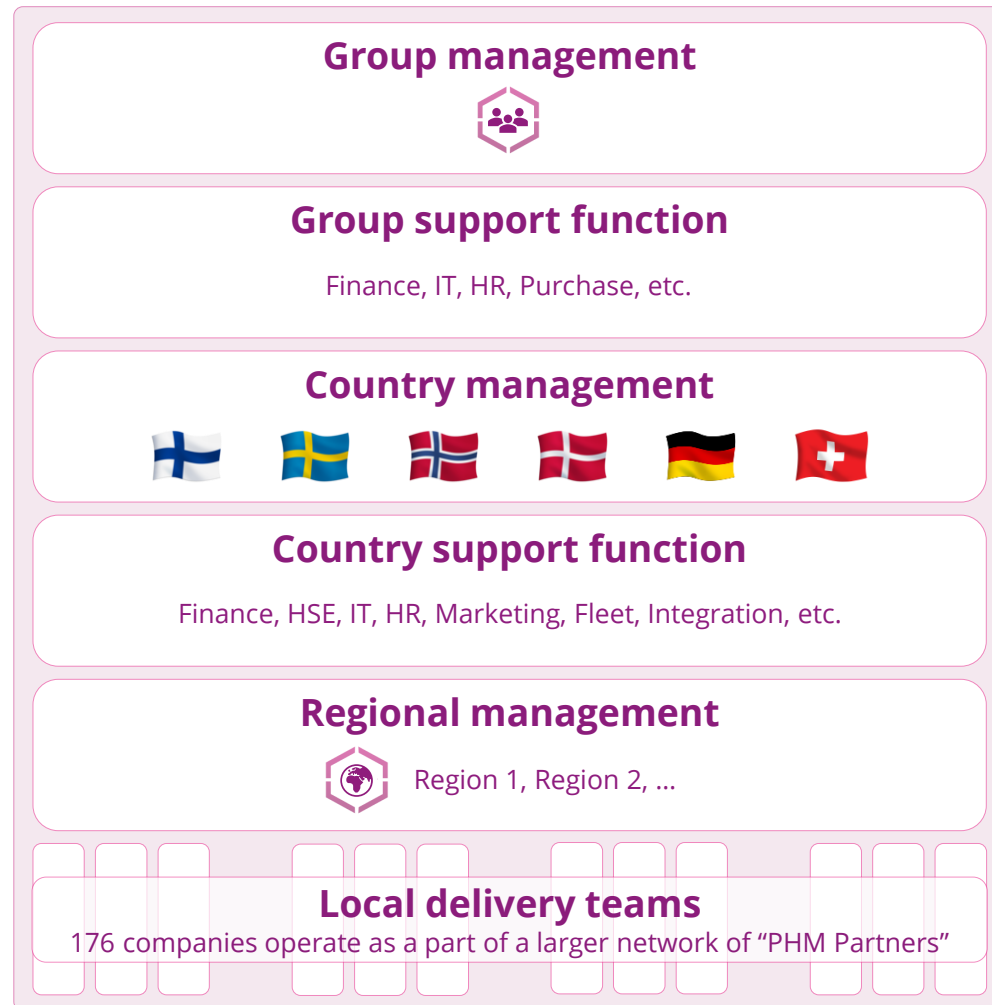 Group management
Group support function
Finance, IT, HR, Purchase, etc.
Country management
Country support function
Finance, HSE, IT, HR, Marketing, Fleet, Integration, etc.
Regional management
Region 1, Region 2, ...
Local delivery teams
176 companies operate as a part of a larger network of “PHM Partners”